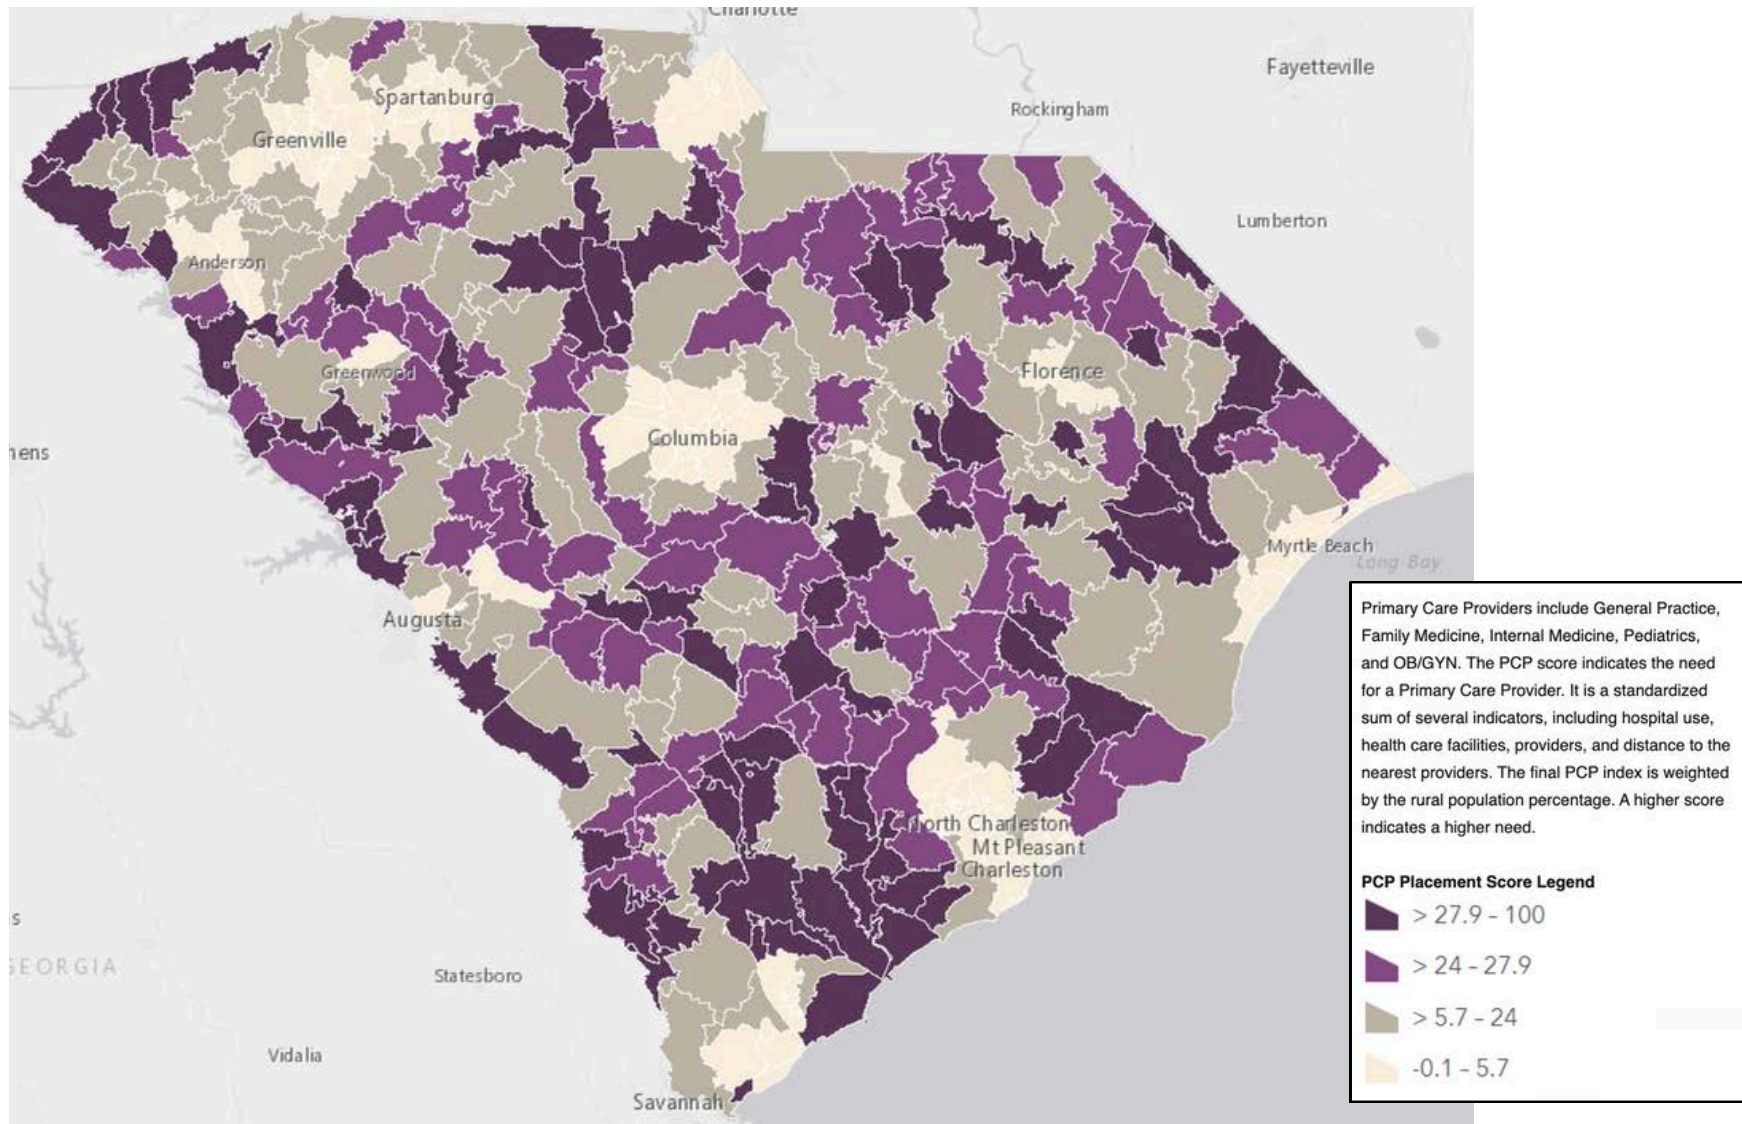 Charlotte
Fayetteville
Spartanburg
Rockingham
Greenville
Lumberton
Anderson
Greenwood
Florence
Columbia
Myrtle Beach
Long Bay
Augusta
North Charleston
Mt Pleasant
Charleston
GEORGIA
Statesboro
Vidalia
Savannah
Primary Care Providers include General Practice,
Family Medicine, Internal Medicine, Pediatrics,
and OB/GYN. The PCP score indicates the need
for a Primary Care Provider. It is a standardized
sum of several indicators, including hospital use,
health care facilities, providers, and distance to the
nearest providers. The final PCP index is weighted
by the rural population percentage. A higher score
indicates a higher need.
PCP Placement Score Legend
> 27.9 - 100
> 24 - 27.9
> 5.7 - 24
-0.1 - 5.7